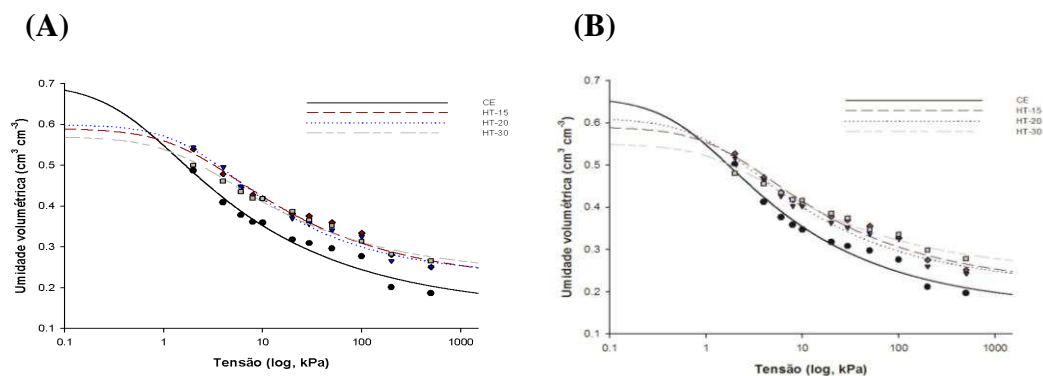 (A)
(B)
Umidade volumétrica (cm³ cm⁻³)
0.7
0.6
0.5
0.4
0.3
0.2
0.1
0.1
1
10
100
1000
Tensão (log, kPa)
CE
HT-15
HT-20
HT-30
Umidade volumétrica (cm³ cm⁻³)
0.7
0.6
0.5
0.4
0.3
0.2
0.1
0.1
1
10
100
1000
Tensão (log, kPa)
CE
HT-15
HT-20
HT-30